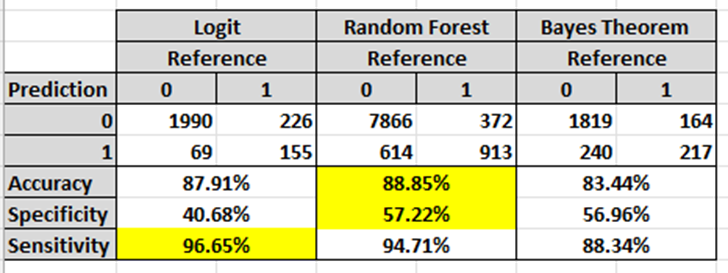 Logit Random Forest Bayes Theorem
Reference Reference Reference
Prediction 0 1 0 1 0 1
0 1990 226 7866 372 1819 164
1 69 155 614 913 240 217
Accuracy 87.91% 88.85% 83.44%
Specificity 40.68% 57.22% 56.96%
Sensitivity 96.65% 94.71% 88.34%